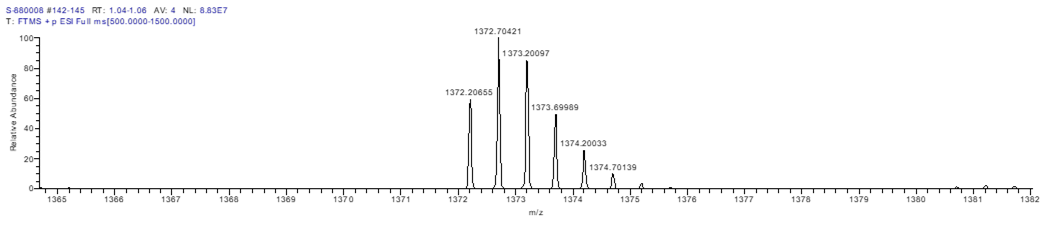 S-880008 #142-145 RT: 1.04-1.06 AV: 4 NL: 8.83E7
T: FTMS + p ESI Full ms[500.0000-1500.0000]
1372.70421
1373.20097
1372.20655
1373.69989
1374.20033
1374.70139
Relative Abundance
100
80
60
40
20
0
1365 1366 1367 1368 1369 1370 1371 1372 1373 1374 1375 1376 1377 1378 1379 1380 1381 1382
m/z